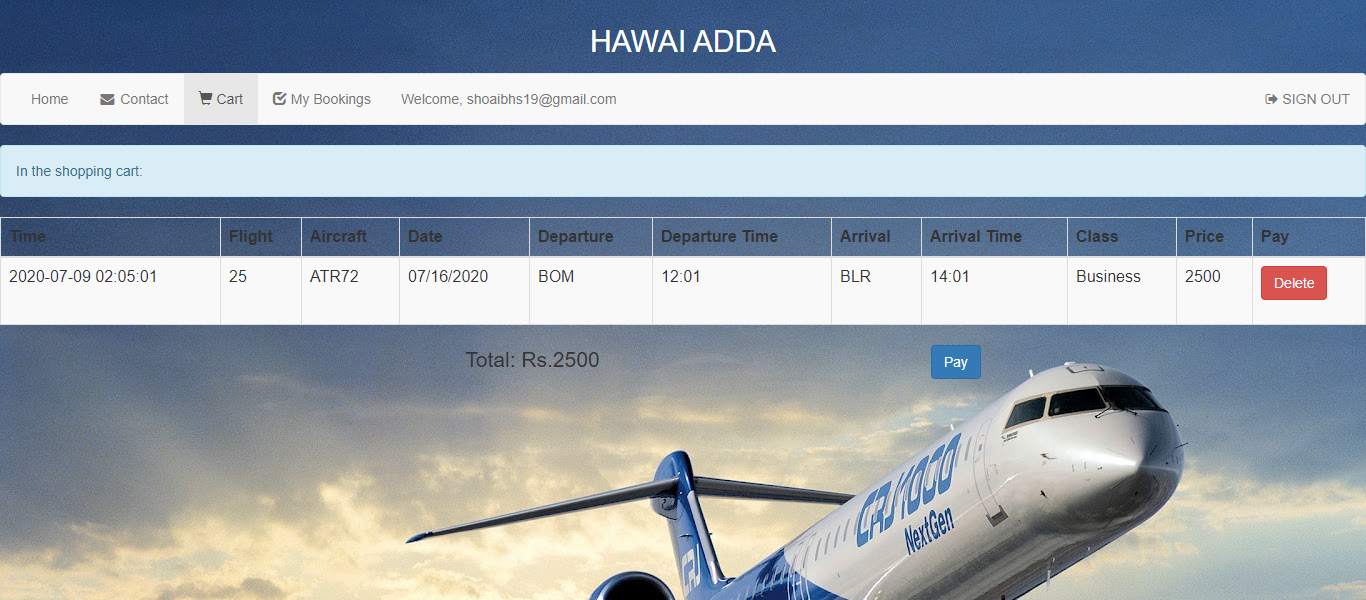 HAWAI ADDA
Home Contact Cart My Bookings Welcome, shoaibhs19@gmail.com SIGN OUT
In the shopping cart:
Time Flight Aircraft Date Departure Departure Time Arrival Arrival Time Class Price Pay
2020-07-09 02:05:01 25 ATR72 07/16/2020 BOM 12:01 BLR 14:01 Business 2500 Delete
Total: Rs.2500 Pay
CRJ1000
NextGen
CRJ